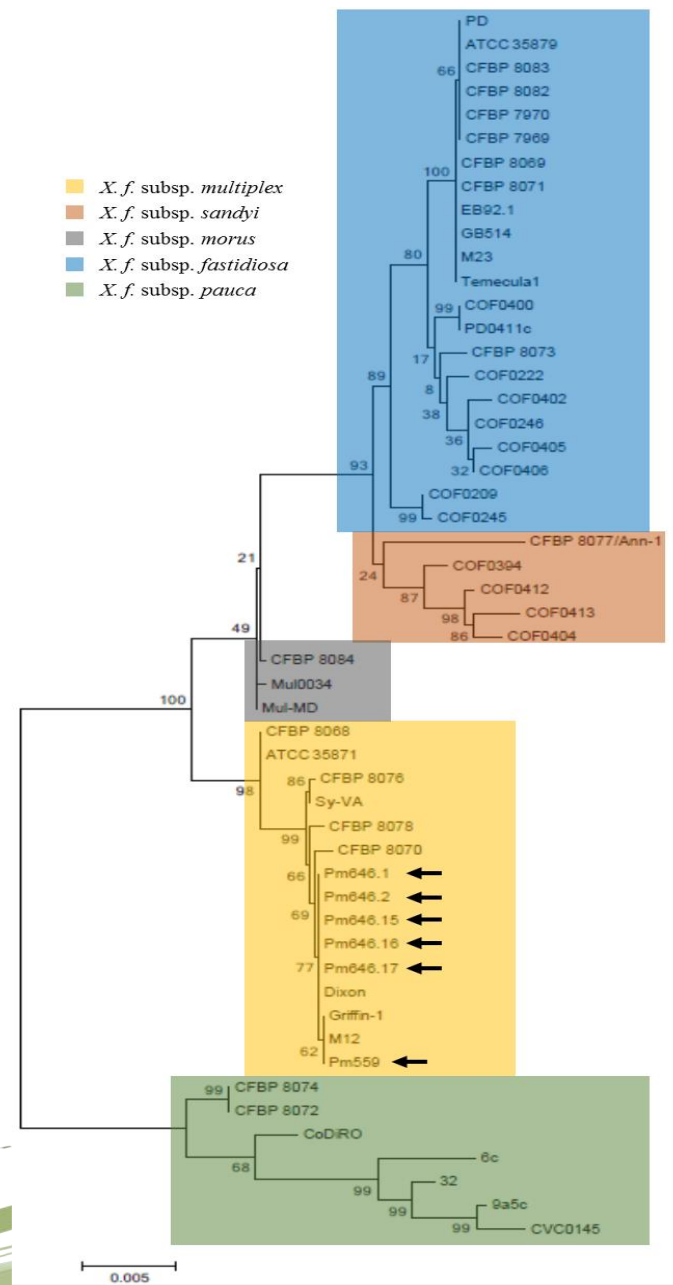 PD
ATCC 35879
66
CFBP 8083
CFBP 8082
CFBP 7970
CFBP 7969
CFBP 8069
100
CFBP 8071
EB92.1
GB514
M23
Temecula1
X. f. subsp. multiplex
X. f. subsp. sandyi
X. f. subsp. morus
X. f. subsp. fastidiosa
X. f. subsp. pauca
80
99
COF0400
PD0411c
17
CFBP 8073
89
8
COF0222
COF0402
38
COF0246
36
COF0405
93
32
COF0406
COF0209
99
COF0245
CFBP 8077/Ann-1
21
24
COF0394
87
COF0412
98
COF0413
86
COF0404
49
CFBP 8084
Mul0034
100
Mul-MD
CFBP 8068
ATCC 35871
98
86
CFBP 8076
Sy-VA
99
CFBP 8078
CFBP 8070
66
Pm646.1
Pm646.2
69
Pm646.15
Pm646.16
77
Pm646.17
Dixon
Griffin-1
M12
62
Pm559
99
CFBP 8074
CFBP 8072
CoDiRO
68
6c
99
32
99
9a5c
99
CVC0145
0.005